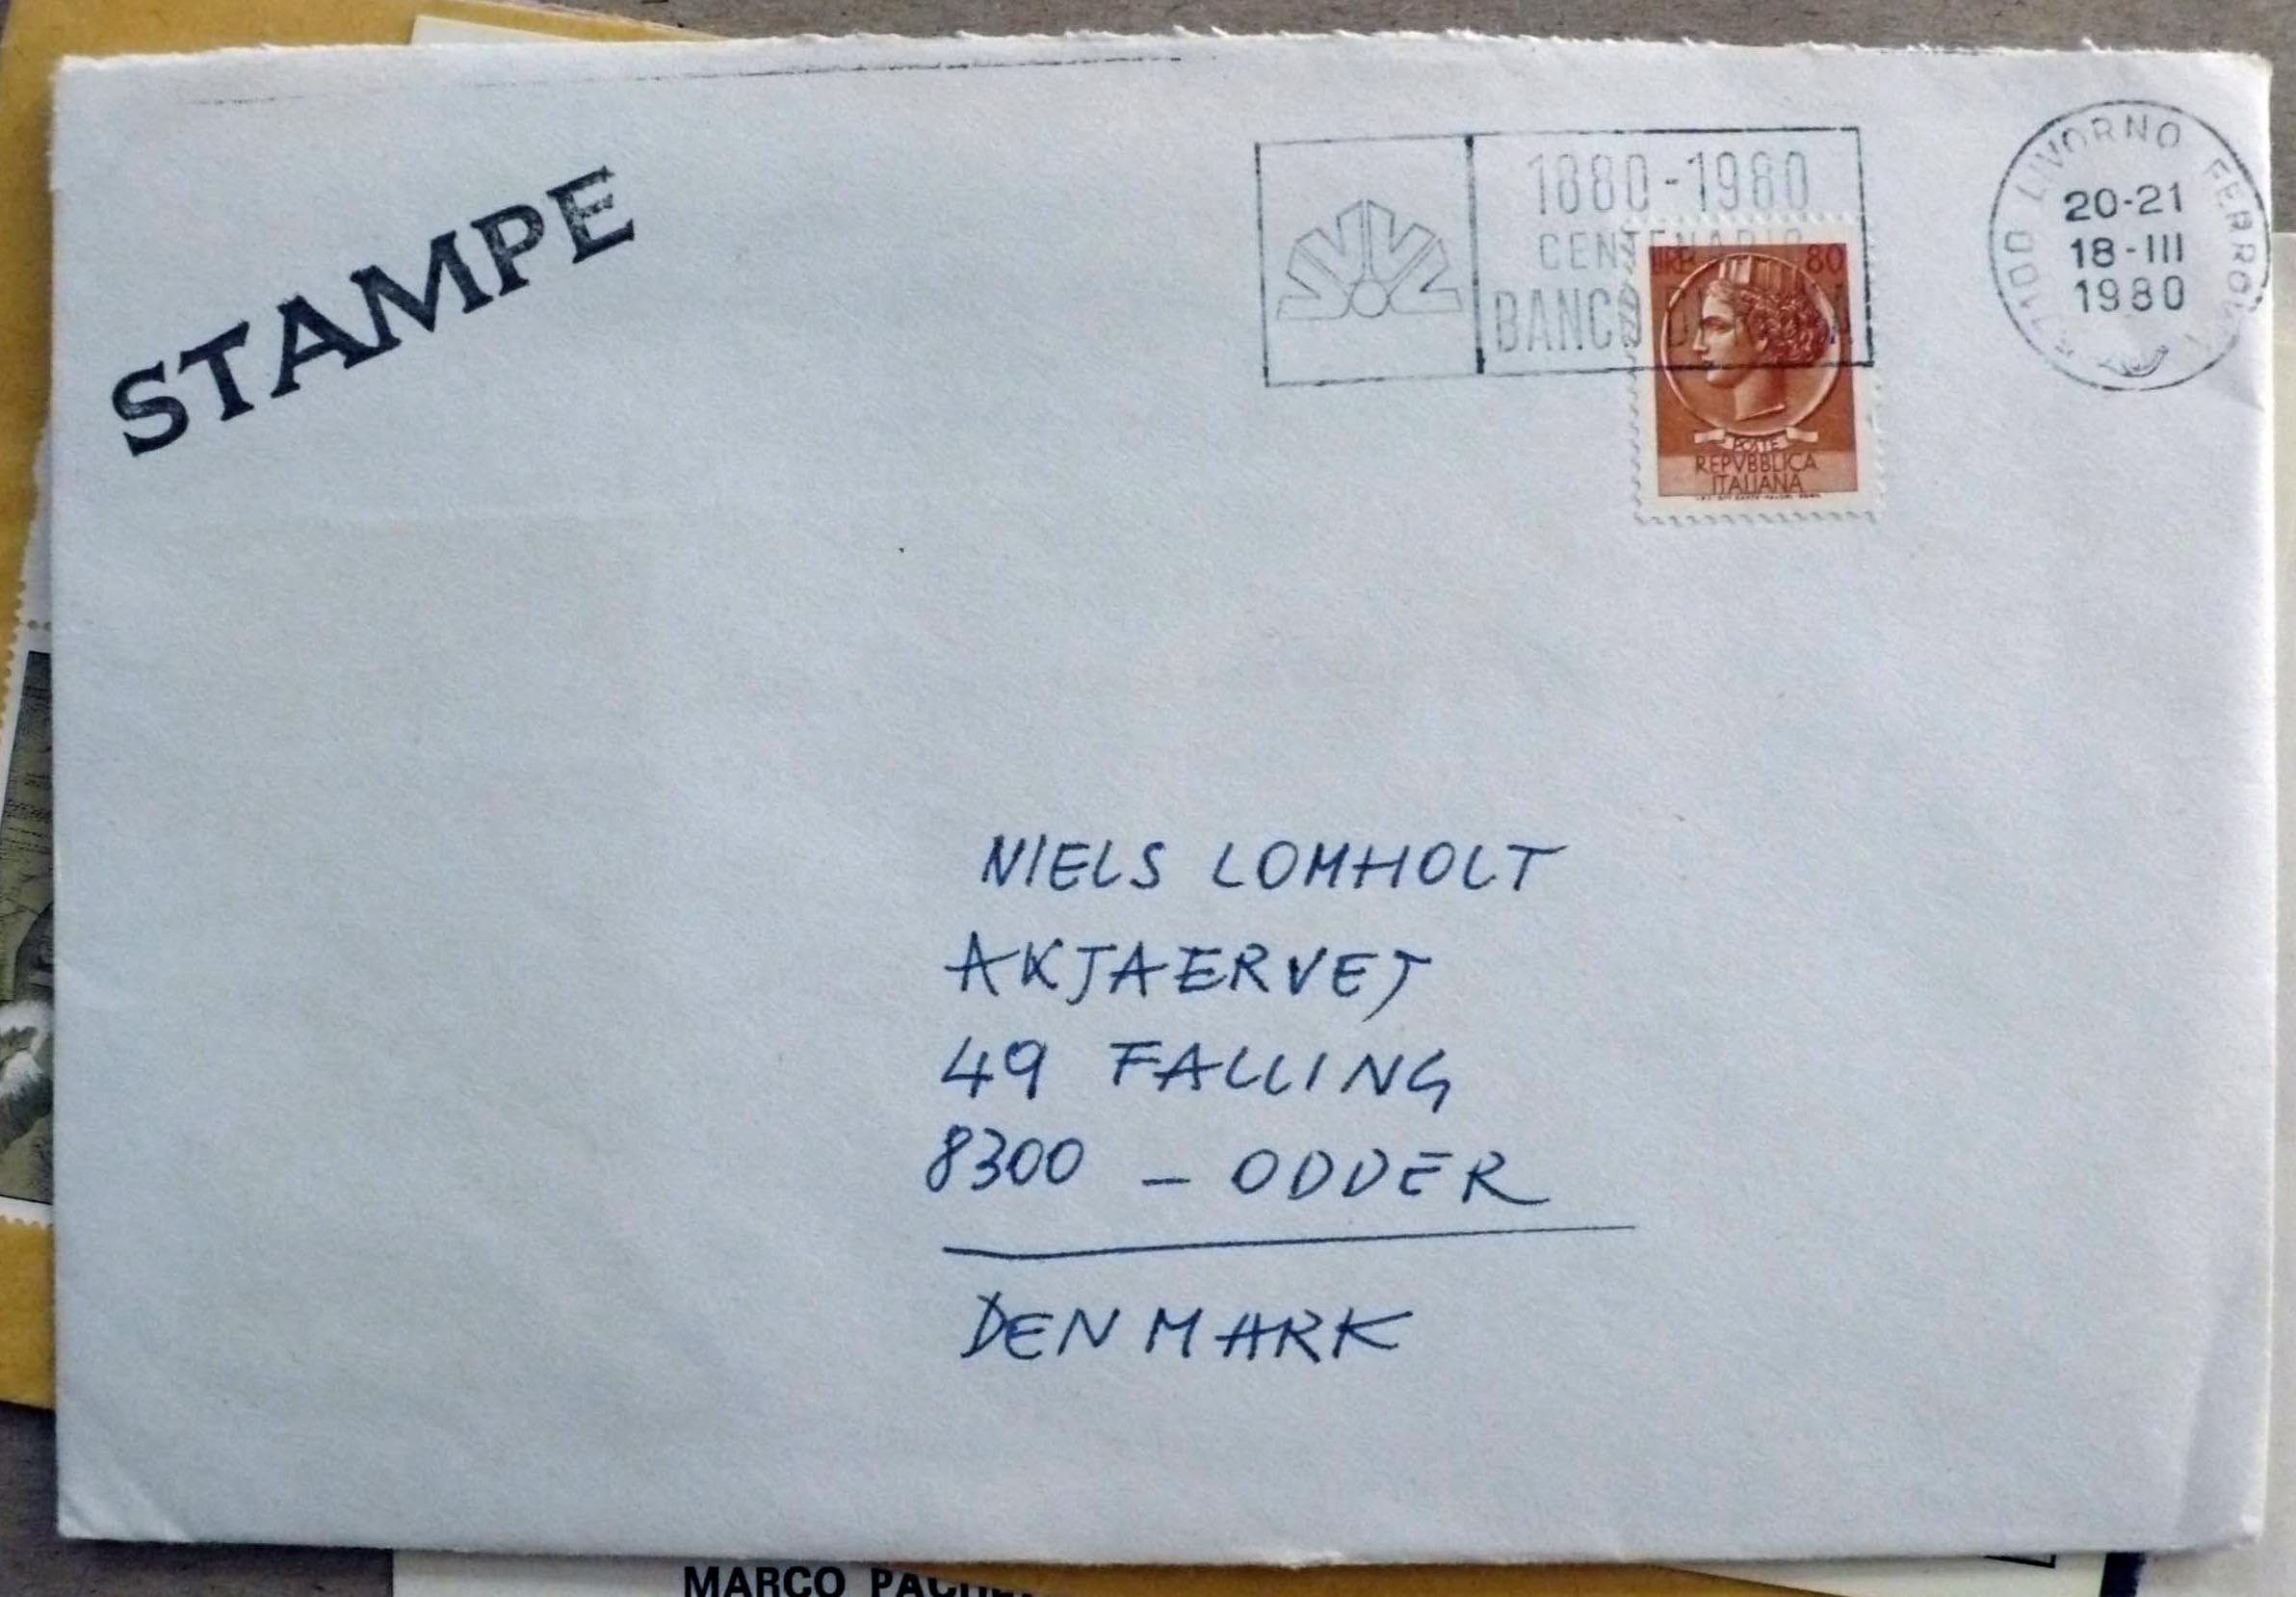 STAMPE
1880-1980
CENTENARIO
BANCO
LIVORNO FERROVIA
20-21
18-III
1980
LIRE 80
POSTE
REPVBBLICA
ITALIANA
NIELS LOMHOLT
AKJAERVEJ
49 FALLING
8300 - ODDER
DENMARK
MARCO